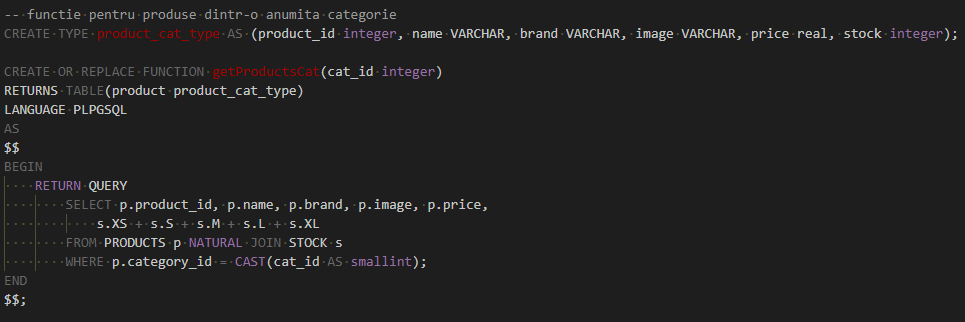 -- functie pentru produse dintr-o anumita categorie
CREATE TYPE product_cat_type AS (product_id integer, name VARCHAR, brand VARCHAR, image VARCHAR, price real, stock integer);
CREATE OR REPLACE FUNCTION getProductsCat(cat_id integer)
RETURNS TABLE(product product_cat_type)
LANGUAGE PLPGSQL
AS
$$
BEGIN
RETURN QUERY
SELECT p.product_id, p.name, p.brand, p.image, p.price,
s.XS + s.S + s.M + s.L + s.XL
FROM PRODUCTS p NATURAL JOIN STOCK s
WHERE p.category_id = CAST(cat_id AS smallint);
END
$$;